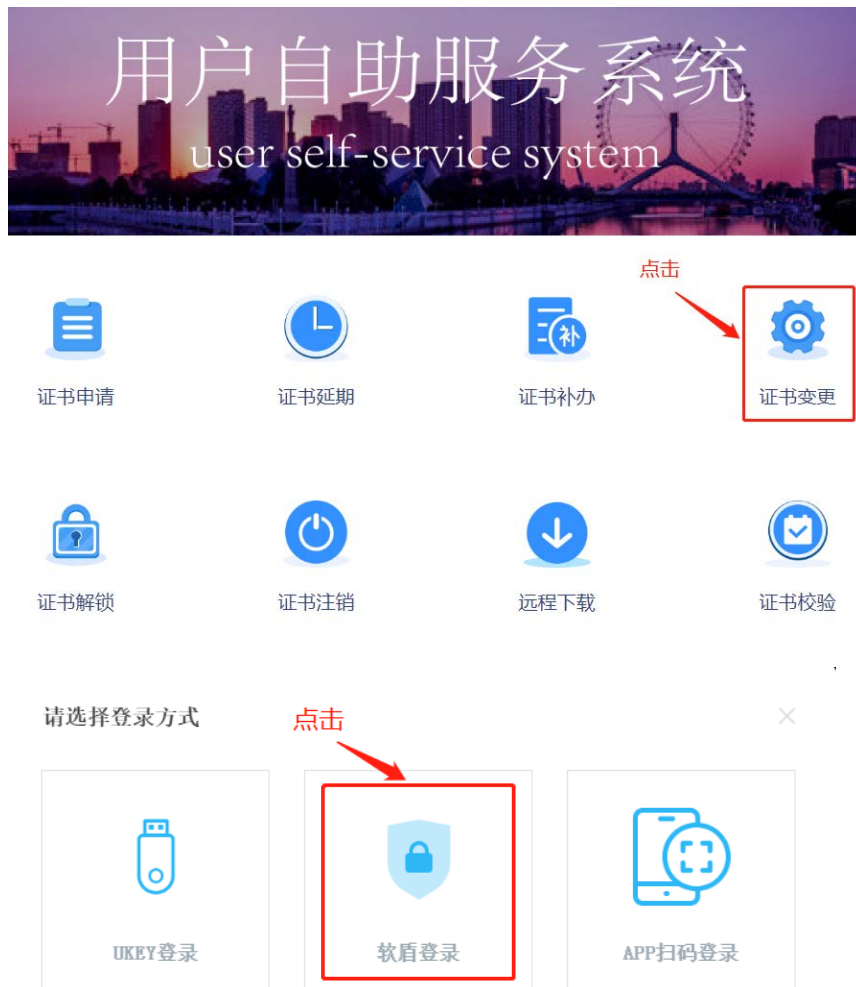 用户自助服务系统
user self-service system
点击
补
证书申请 证书延期 证书补办 证书变更
证书解锁 证书注销 远程下载 证书校验
请选择登录方式 点击
UKEY登录 软盾登录 APP扫码登录